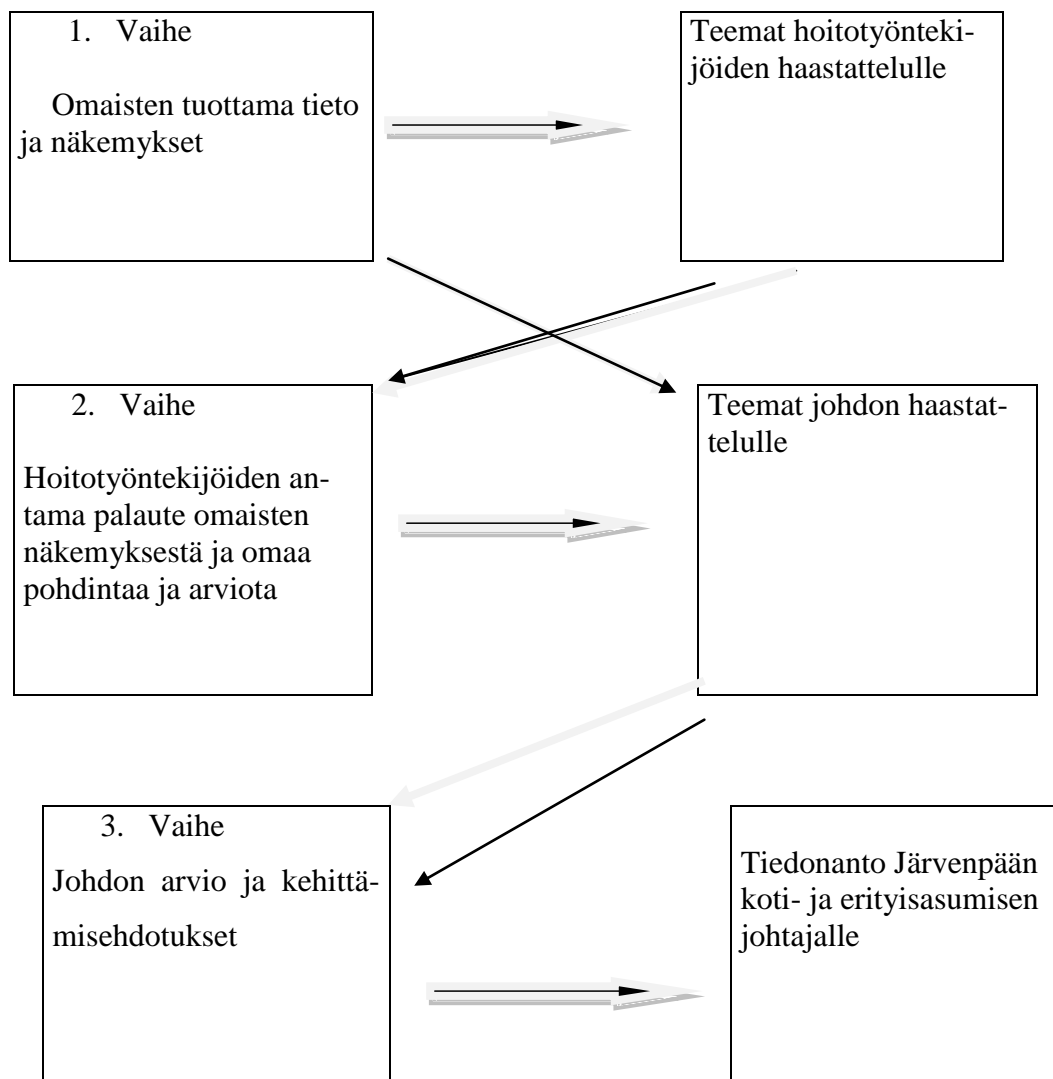 1. Vaihe
Omaisten tuottama tieto
ja näkemykset
Teemat hoitotyönteki-
jöiden haastattelulle
2. Vaihe
Hoitotyöntekijöiden an-
tama palaute omaisten
näkemyksestä ja omaa
pohdintaa ja arviota
Teemat johdon haastat-
telulle
3. Vaihe
Johdon arvio ja kehittä-
misehdotukset
Tiedonanto Järvenpään
koti- ja erityisasumisen
johtajalle